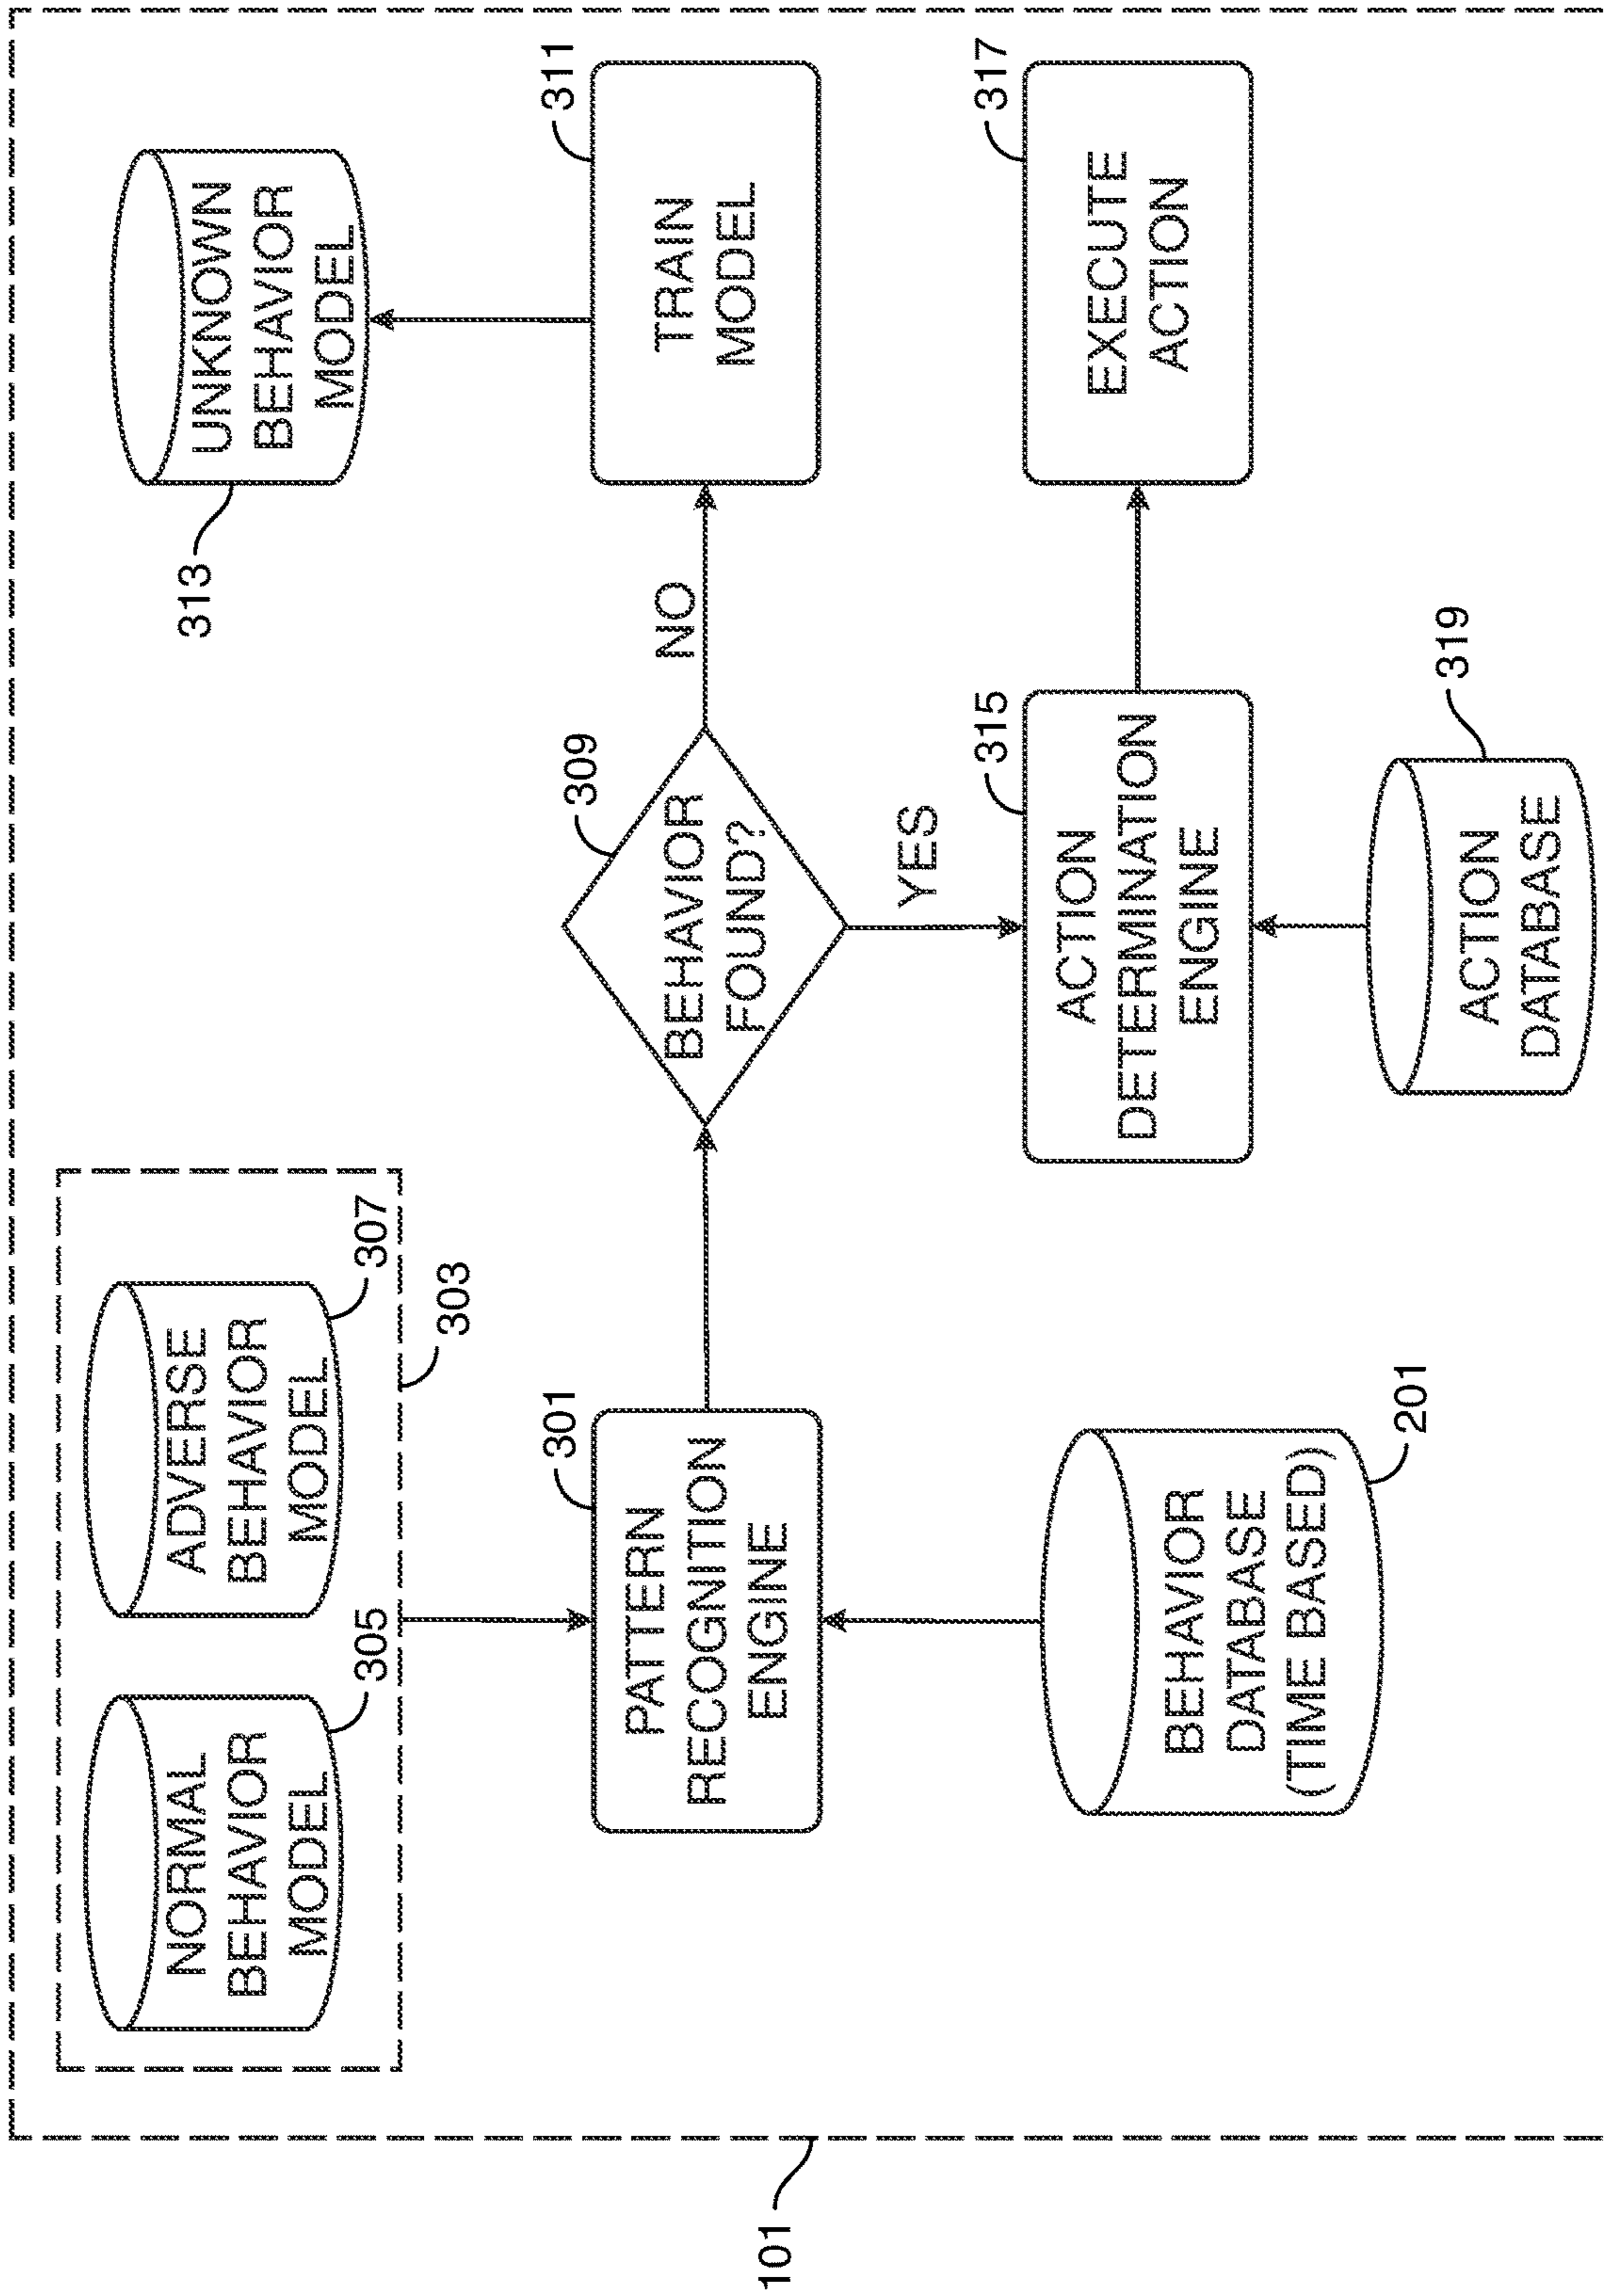 NORMAL
BEHAVIOR
MODEL
305
ADVERSE
BEHAVIOR
MODEL
307
303
UNKNOWN
BEHAVIOR
MODEL
313
301
PATTERN
RECOGNITION
ENGINE
309
BEHAVIOR
FOUND?
NO
311
TRAIN
MODEL
YES
101
BEHAVIOR
DATABASE
(TIME BASED)
201
315
ACTION
DETERMINATION
ENGINE
317
EXECUTE
ACTION
ACTION
DATABASE
319